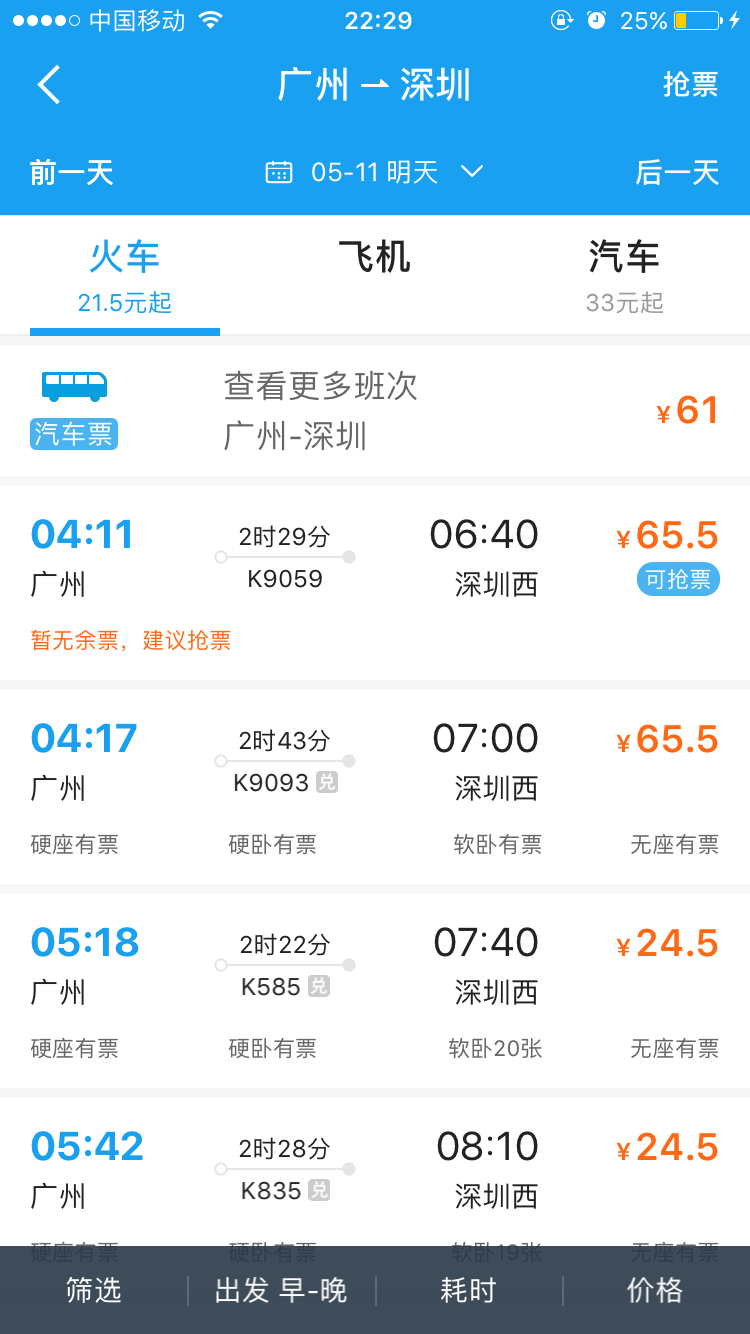 中国移动 22:29 25%
广州 深圳 抢票
前一天 05-11 明天 后一天
火车 飞机 汽车
21.5元起 33元起
查看更多班次
汽车票 广州-深圳 ¥61
04:11 2时29分 06:40 ¥65.5
广州 K9059 深圳西 可抢票
暂无余票，建议抢票
04:17 2时43分 07:00 ¥65.5
广州 K9093 兑 深圳西
硬座有票 硬卧有票 软卧有票 无座有票
05:18 2时22分 07:40 ¥24.5
广州 K585 兑 深圳西
硬座有票 硬卧有票 软卧20张 无座有票
05:42 2时28分 08:10 ¥24.5
广州 K835 兑 深圳西
硬座有票 硬卧有票 软卧19张 无座有票
筛选 出发 早-晚 耗时 价格